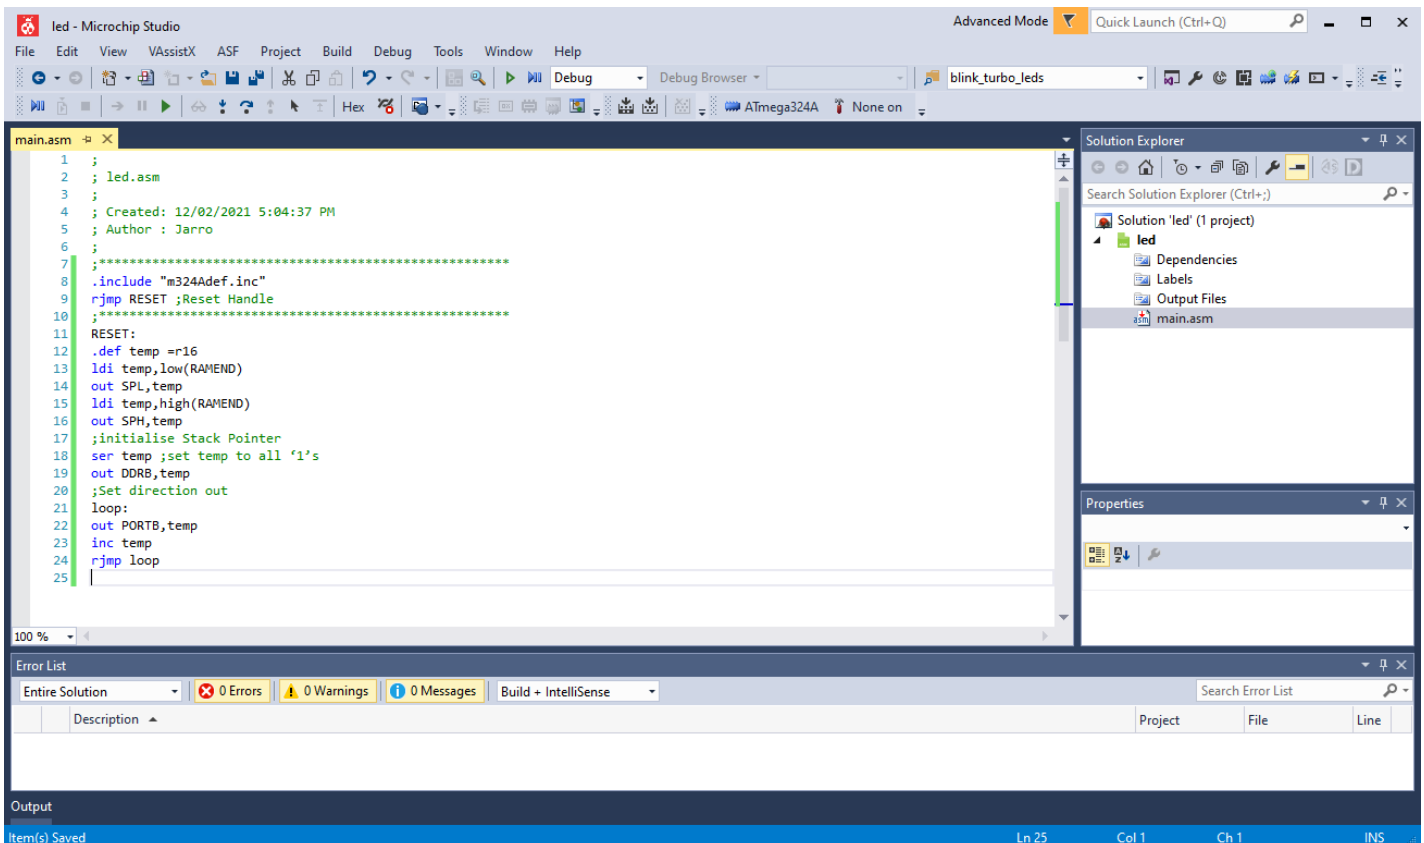 led - Microchip Studio
Advanced Mode
Quick Launch (Ctrl+Q)
File Edit View VAssistX ASF Project Build Debug Tools Window Help
Debug Debug Browser blink_turbo_leds
Hex ATmega324A None on
main.asm
1 ;
2 ; led.asm
3 ;
4 ; Created: 12/02/2021 5:04:37 PM
5 ; Author : Jarro
6 ;
7 ;******************************************************
8 .include "m324Adef.inc"
9 rjmp RESET ;Reset Handle
10 ;******************************************************
11 RESET:
12 .def temp =r16
13 ldi temp,low(RAMEND)
14 out SPL,temp
15 ldi temp,high(RAMEND)
16 out SPH,temp
17 ;initialise Stack Pointer
18 ser temp ;set temp to all ‘1’s
19 out DDRB,temp
20 ;Set direction out
21 loop:
22 out PORTB,temp
23 inc temp
24 rjmp loop
25
100 %
Solution Explorer
Search Solution Explorer (Ctrl+;)
Solution 'led' (1 project)
led
Dependencies
Labels
Output Files
asm main.asm
Properties
Error List
Entire Solution 0 Errors 0 Warnings 0 Messages Build + IntelliSense Search Error List
Description Project File Line
Output
Item(s) Saved Ln 25 Col 1 Ch 1 INS